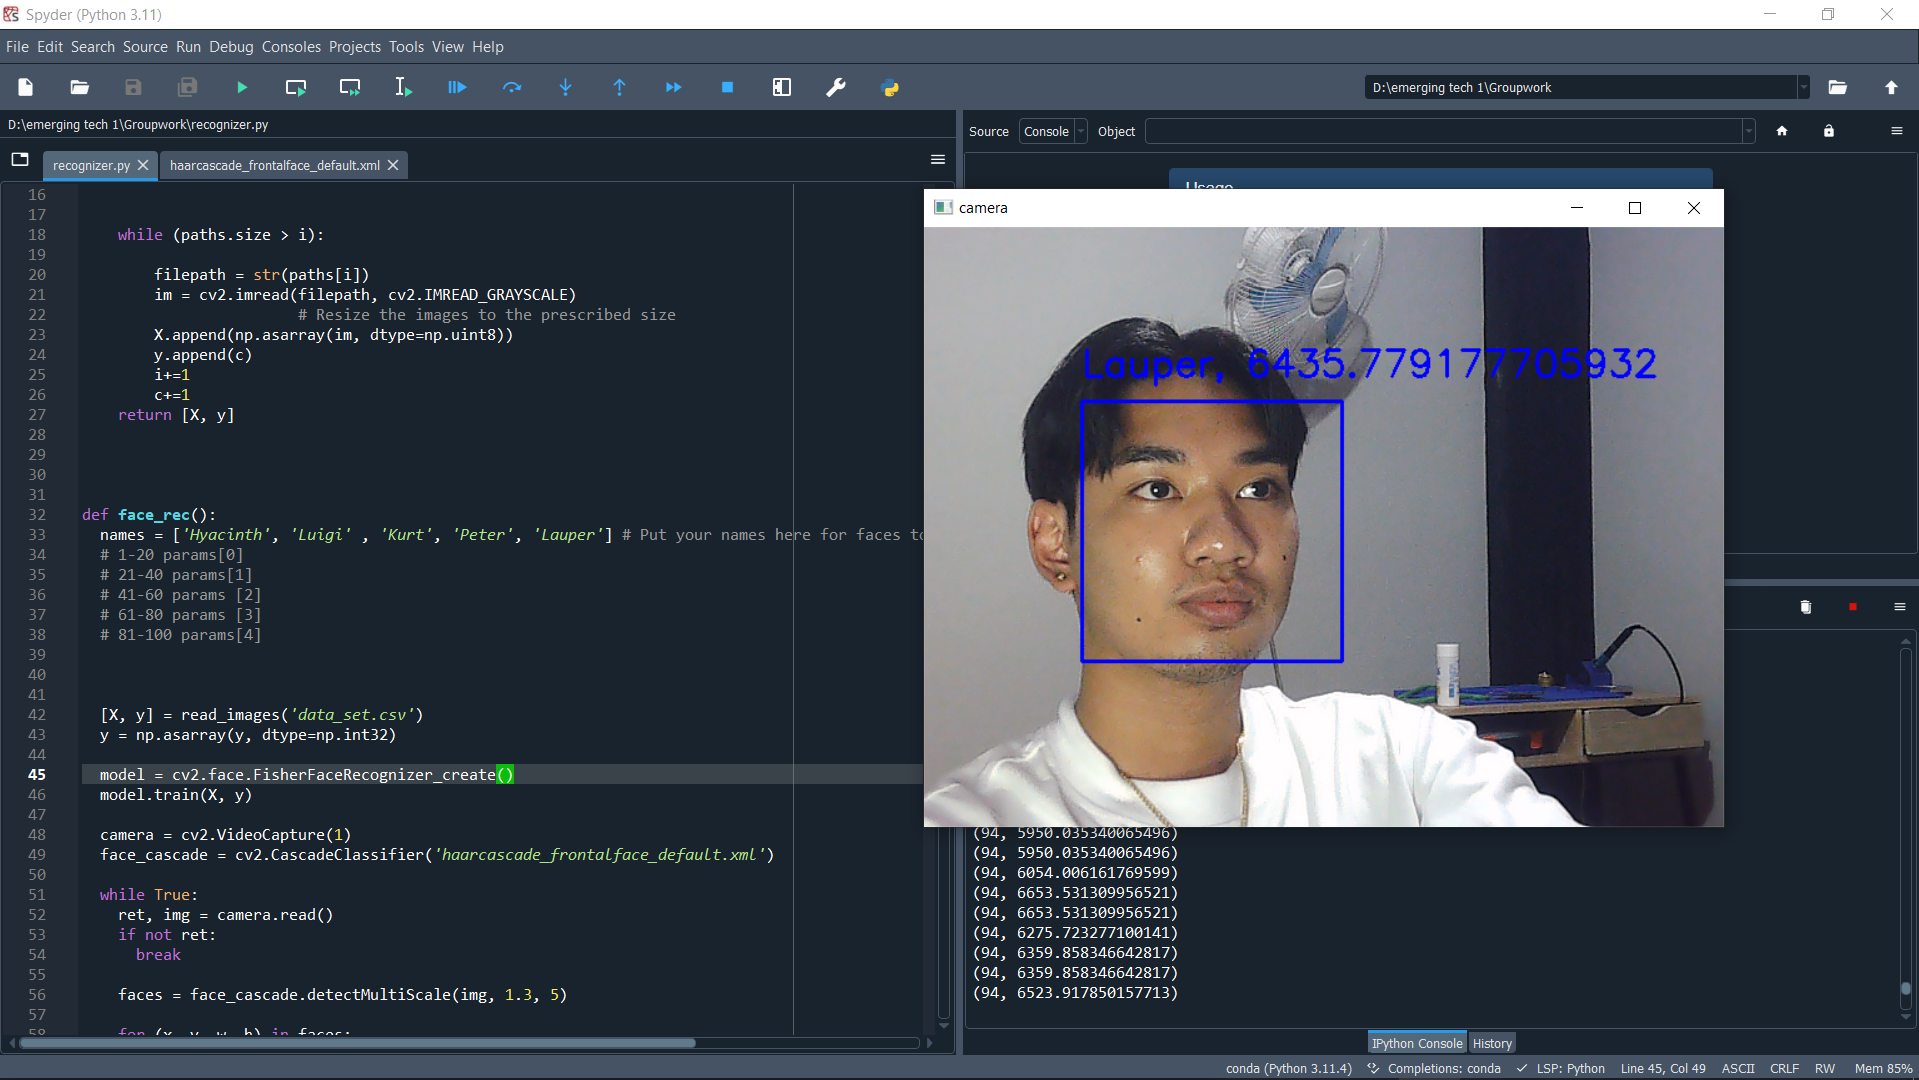 Spyder (Python 3.11)
File Edit Search Source Run Debug Consoles Projects Tools View Help
D:\emerging tech 1\Groupwork
D:\emerging tech 1\Groupwork\recognizer.py
Source Console Object
recognizer.py haarcascade_frontalface_default.xml
Usage
camera
16
17
18 while (paths.size > i):
19
20 filepath = str(paths[i])
21 im = cv2.imread(filepath, cv2.IMREAD_GRAYSCALE)
22 # Resize the images to the prescribed size
23 X.append(np.asarray(im, dtype=np.uint8))
24 y.append(c)
25 i+=1
26 c+=1
27 return [X, y]
28
29
30
31
32 def face_rec():
33 names = ['Hyacinth', 'Luigi' , 'Kurt', 'Peter', 'Lauper'] # Put your names here for faces to
34 # 1-20 params[0]
35 # 21-40 params[1]
36 # 41-60 params [2]
37 # 61-80 params [3]
38 # 81-100 params[4]
39
40
41
42 [X, y] = read_images('data_set.csv')
43 y = np.asarray(y, dtype=np.int32)
44
45 model = cv2.face.FisherFaceRecognizer_create()
46 model.train(X, y)
47
48 camera = cv2.VideoCapture(1)
49 face_cascade = cv2.CascadeClassifier('haarcascade_frontalface_default.xml')
50
51 while True:
52 ret, img = camera.read()
53 if not ret:
54 break
55
56 faces = face_cascade.detectMultiScale(img, 1.3, 5)
57
58 for (x, y, w, h) in faces:
Lauper, 6435.779177705932
(94, 5950.035340065496)
(94, 5950.035340065496)
(94, 6054.006161769599)
(94, 6653.531309956521)
(94, 6653.531309956521)
(94, 6275.723277100141)
(94, 6359.858346642817)
(94, 6359.858346642817)
(94, 6523.917850157713)
IPython Console History
conda (Python 3.11.4) Completions: conda LSP: Python Line 45, Col 49 ASCII CRLF RW Mem 85%